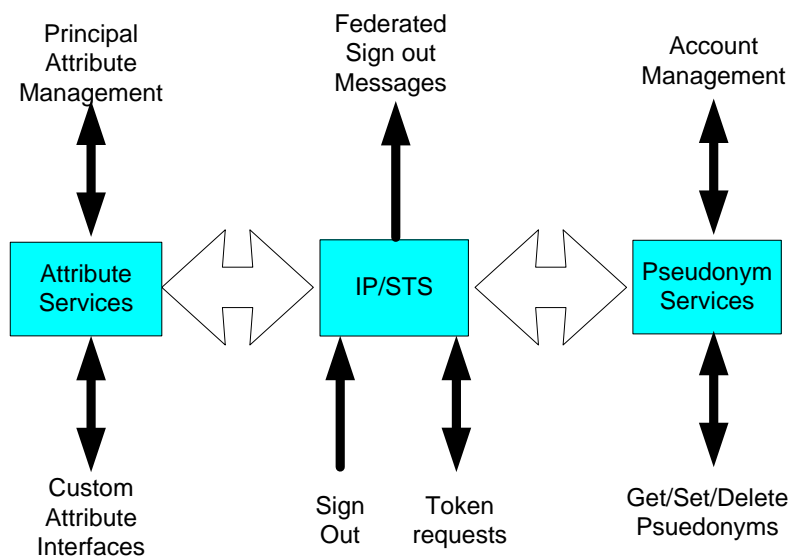 Principal
Attribute
Management
Federated
Sign out
Messages
Account
Management
Attribute
Services
IP/STS
Pseudonym
Services
Custom
Attribute
Interfaces
Sign
Out
Token
requests
Get/Set/Delete
Psuedonyms